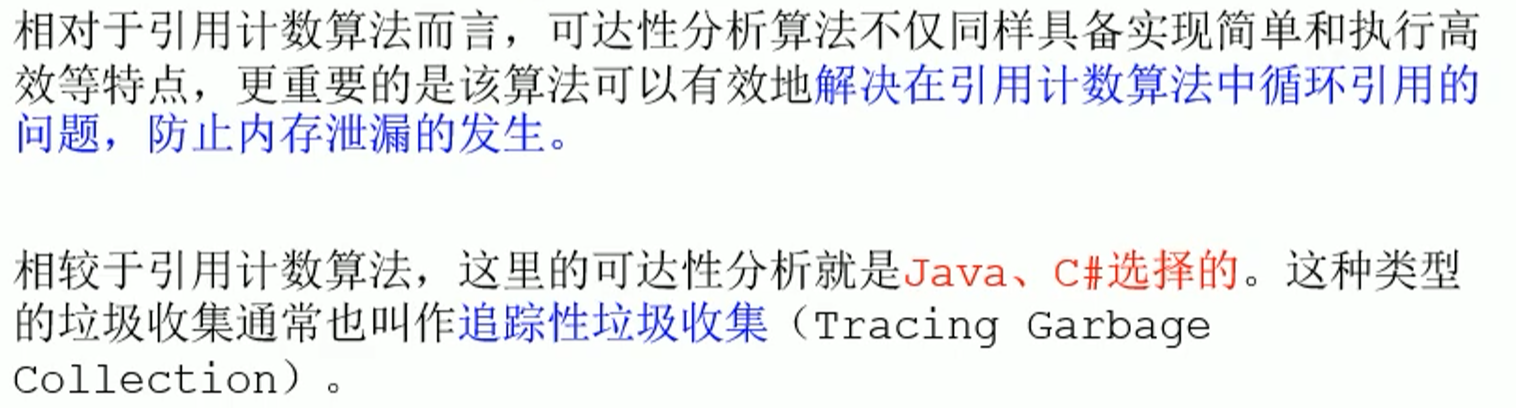 相对于引用计数算法而言，可达性分析算法不仅同样具备实现简单和执行高
效等特点，更重要的是该算法可以有效地解决在引用计数算法中循环引用的
问题，防止内存泄漏的发生。
相较于引用计数算法，这里的可达性分析就是Java、C#选择的。这种类型
的垃圾收集通常也叫作追踪性垃圾收集（Tracing Garbage
Collection）。